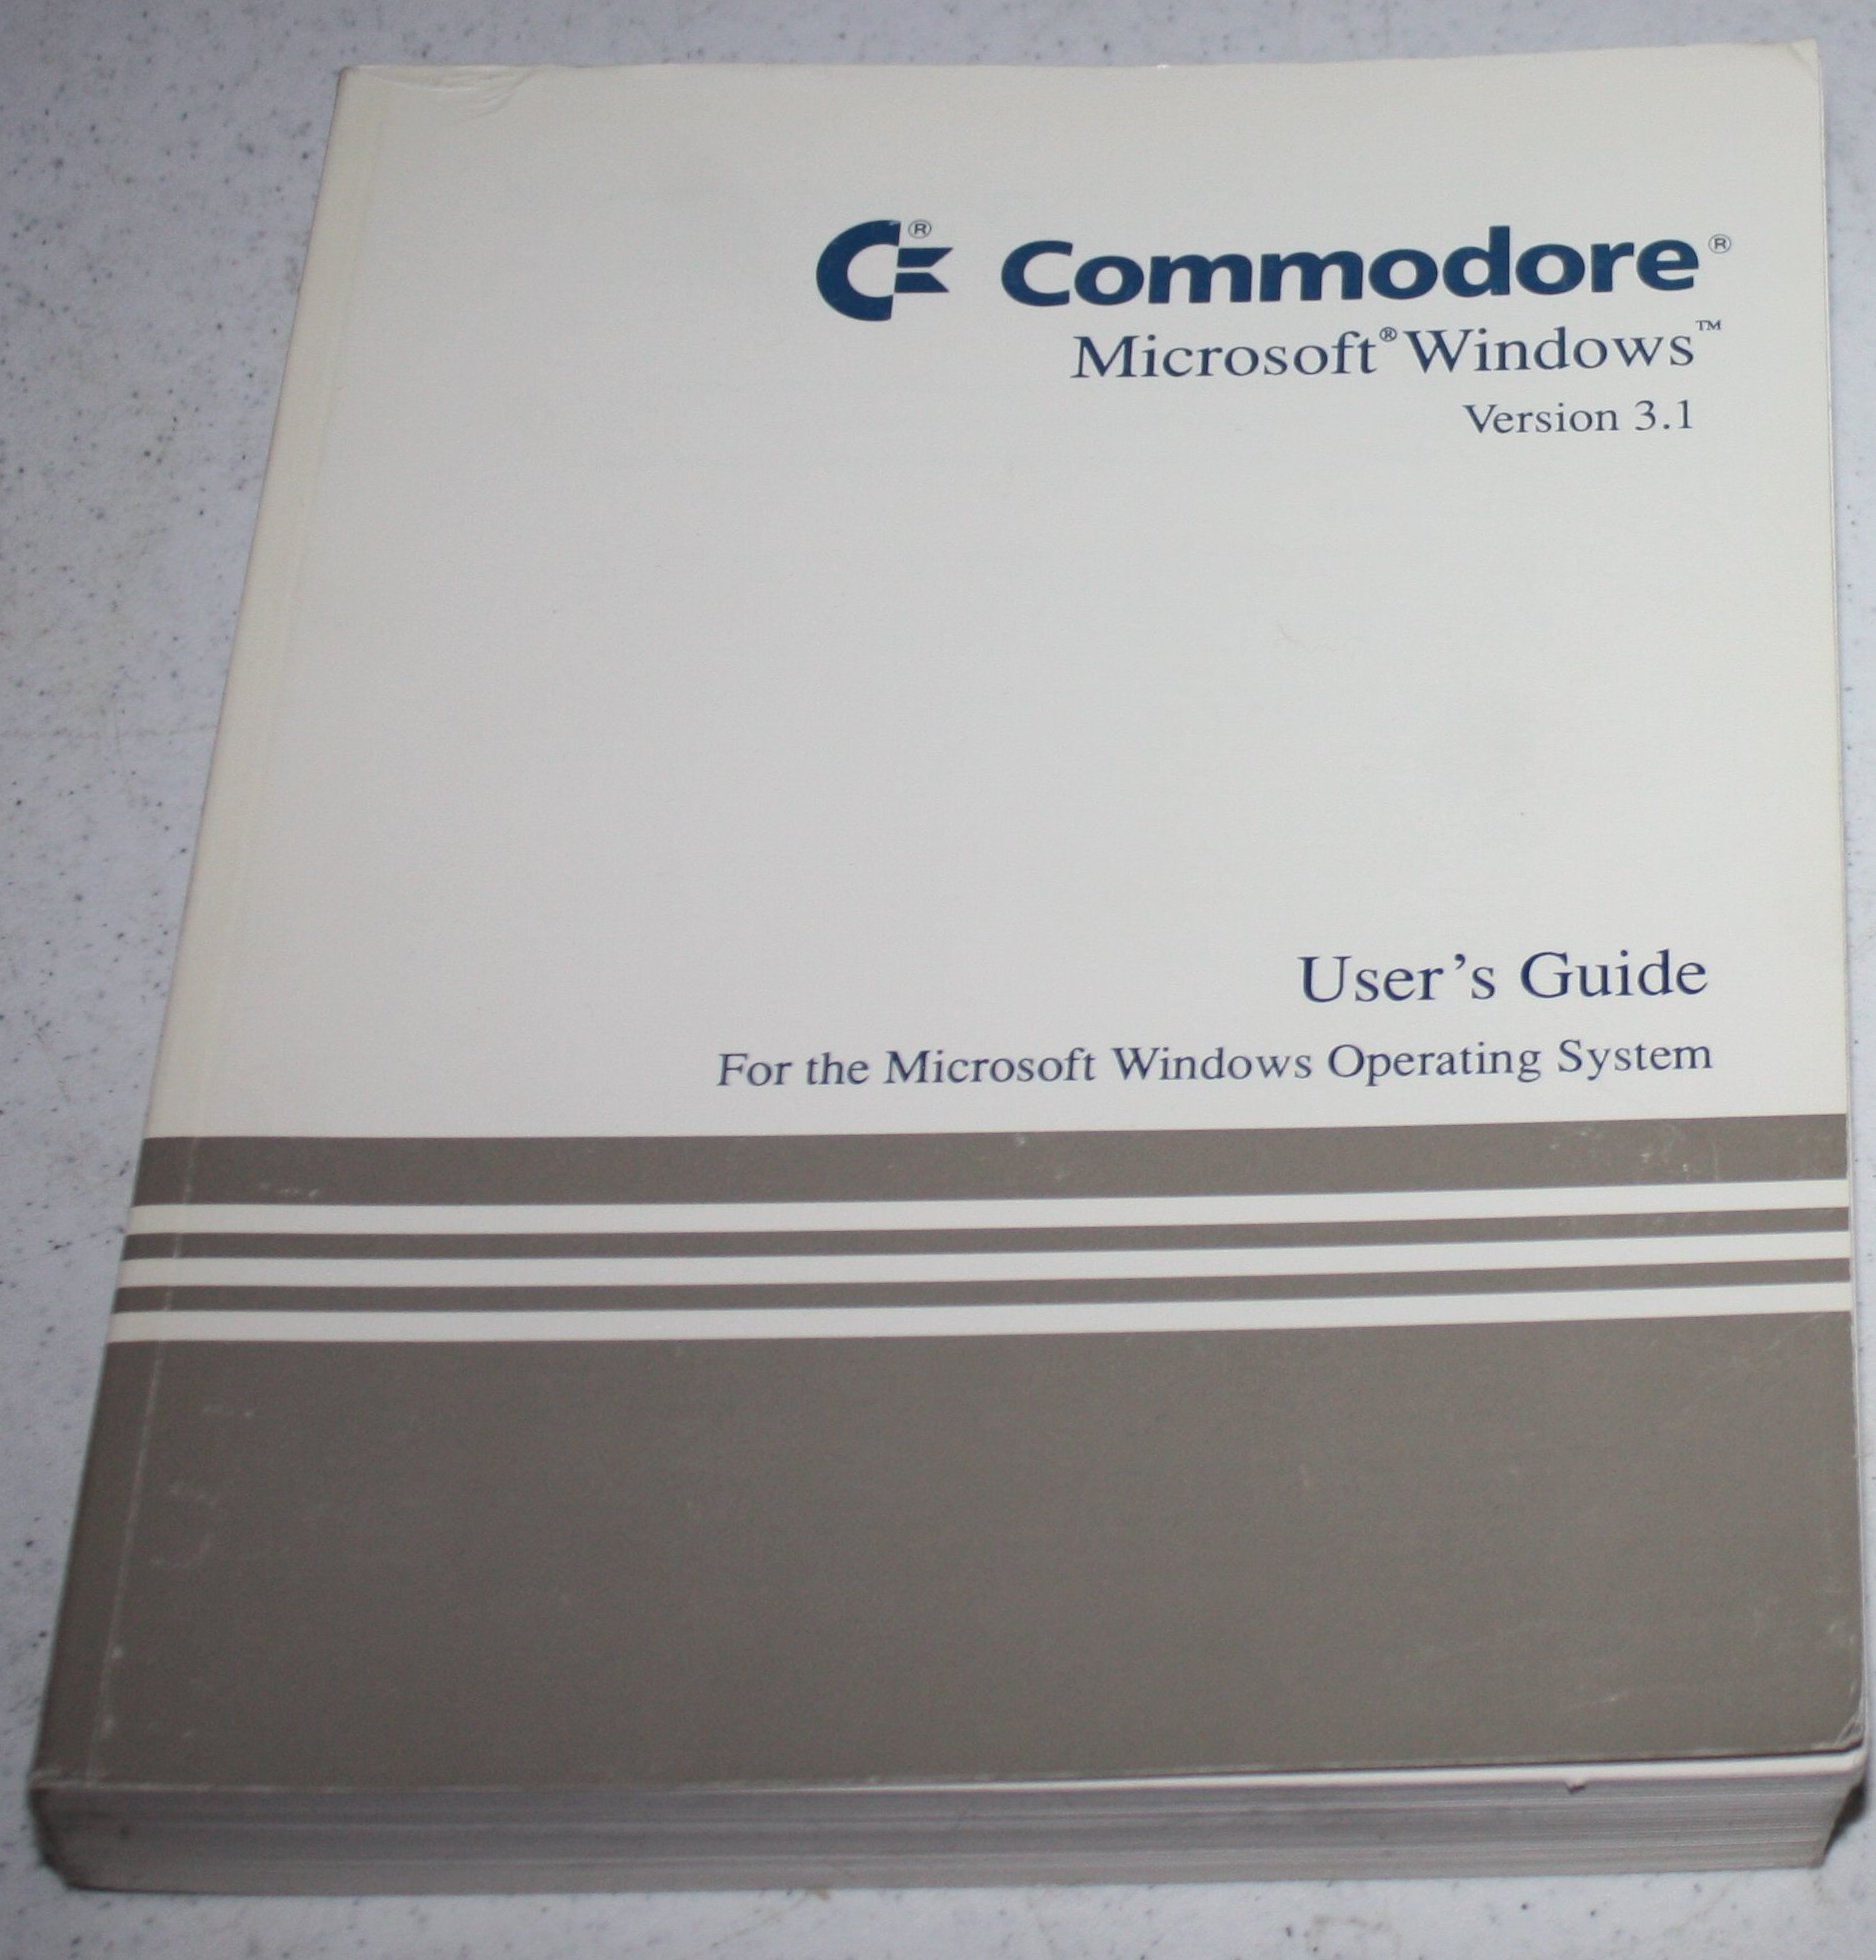 C®
Commodore®
Microsoft® Windows™
Version 3.1
User's Guide
For the Microsoft Windows Operating System